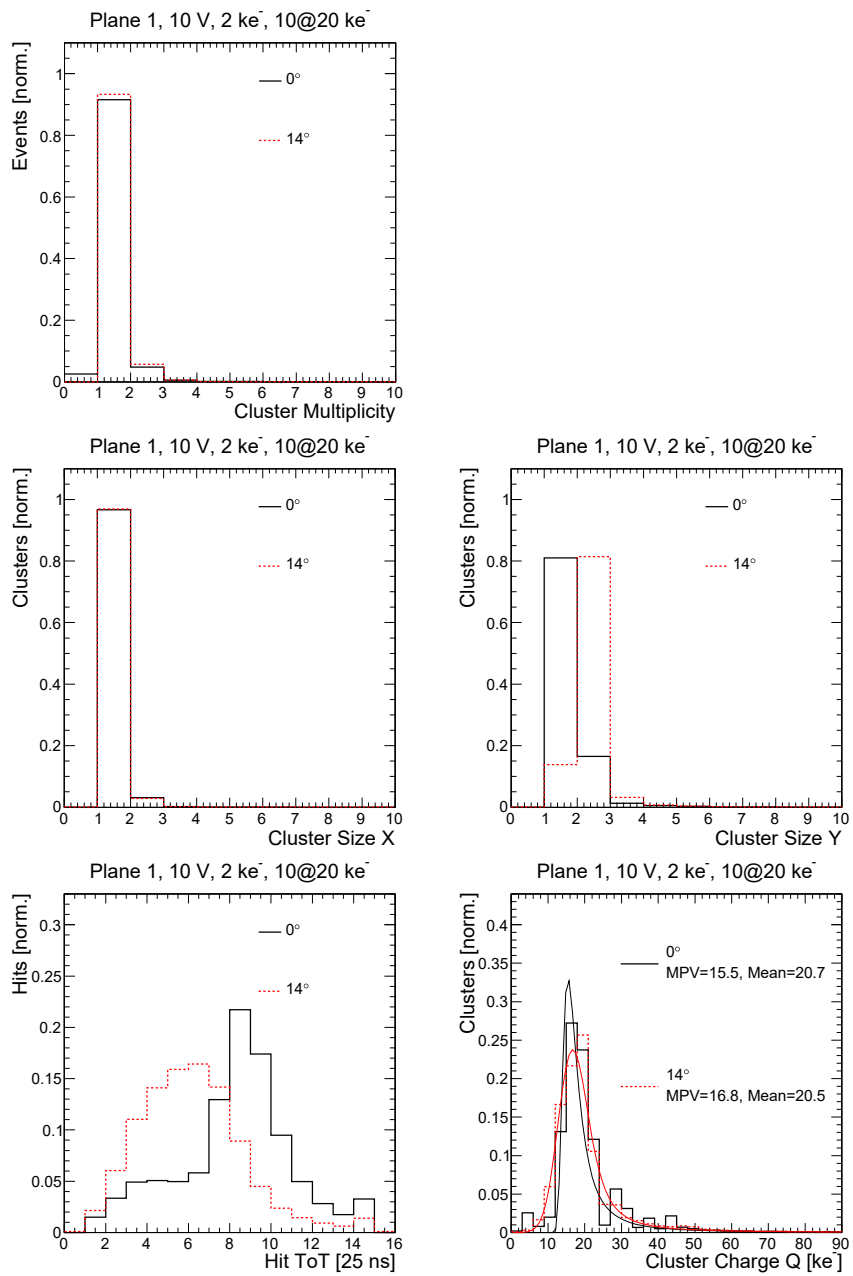 Plane 1, 10 V, 2 ke⁻, 10@20 ke⁻
Events [norm.]
1
0.8
0.6
0.4
0.2
0
0°
14°
0 1 2 3 4 5 6 7 8 9 10
Cluster Multiplicity
Plane 1, 10 V, 2 ke⁻, 10@20 ke⁻
Clusters [norm.]
1
0.8
0.6
0.4
0.2
0
0°
14°
0 1 2 3 4 5 6 7 8 9 10
Cluster Size X
Plane 1, 10 V, 2 ke⁻, 10@20 ke⁻
Clusters [norm.]
1
0.8
0.6
0.4
0.2
0
0°
14°
0 1 2 3 4 5 6 7 8 9 10
Cluster Size Y
Plane 1, 10 V, 2 ke⁻, 10@20 ke⁻
Hits [norm.]
0.3
0.25
0.2
0.15
0.1
0.05
0
0°
14°
0 2 4 6 8 10 12 14 16
Hit ToT [25 ns]
Plane 1, 10 V, 2 ke⁻, 10@20 ke⁻
Clusters [norm.]
0.4
0.35
0.3
0.25
0.2
0.15
0.1
0.05
0
0°
MPV=15.5, Mean=20.7
14°
MPV=16.8, Mean=20.5
0 10 20 30 40 50 60 70 80 90
Cluster Charge Q [ke⁻]